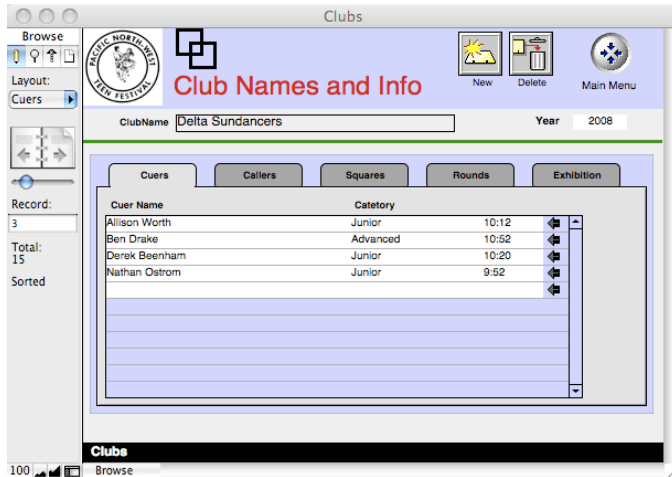 Clubs
Browse
Layout:
Cuers
Record:
3
Total:
15
Sorted
PACIFIC NORTH-WEST
TEEN FESTIVAL
Club Names and Info
New
Delete
Main Menu
ClubName Delta Sundancers
Year 2008
Cuers Callers Squares Rounds Exhibition
Cuer Name Catetory
Allison Worth Junior 10:12
Ben Drake Advanced 10:52
Derek Beenham Junior 10:20
Nathan Ostrom Junior 9:52
Clubs
100 Browse